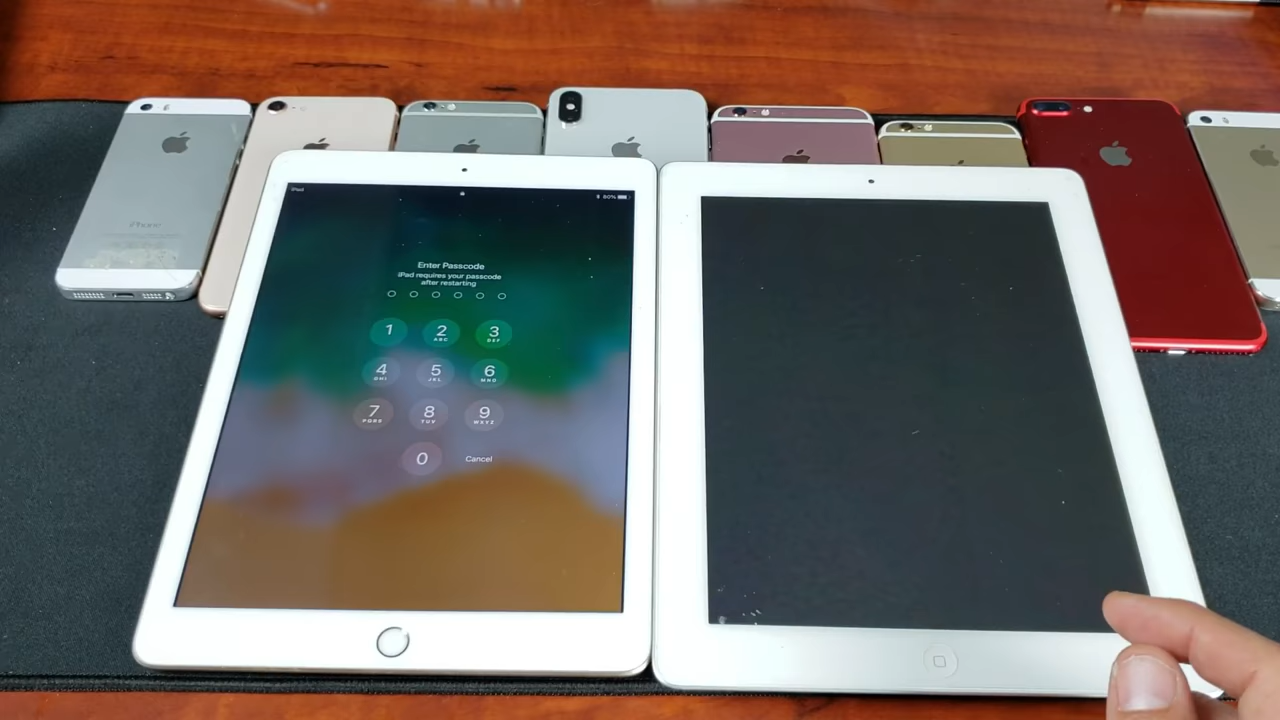 iPhone
iPad
80%
Enter Passcode
iPad requires your passcode
after restarting
1
2
ABC
3
DEF
4
GHI
5
JKL
6
MNO
7
PQRS
8
TUV
9
WXYZ
0
Cancel